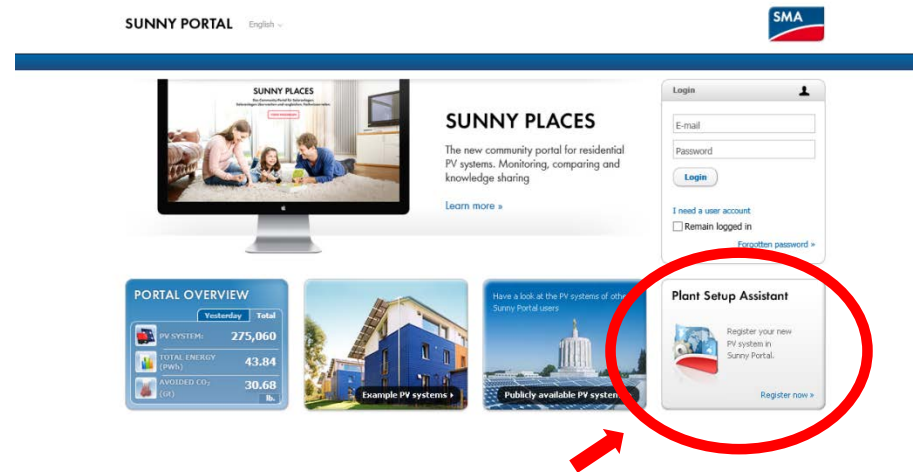 SUNNY PORTAL English
SMA
SUNNY PLACES
SUNNY PLACES
The new community portal for residential
PV systems. Monitoring, comparing and
knowledge sharing
Learn more »
Login
E-mail
Password
Login
I need a user account
Remain logged in
Forgotten password »
PORTAL OVERVIEW
Yesterday Total
PV SYSTEM: 275,060
TOTAL ENERGY
(PWh) 43.84
AVOIDED CO2
(Gt) 30.68
lb.
Example PV systems
Have a look at the PV systems of othe
Sunny Portal users
Publicly available PV system
Plant Setup Assistant
Register your new
PV system in
Sunny Portal.
Register now »